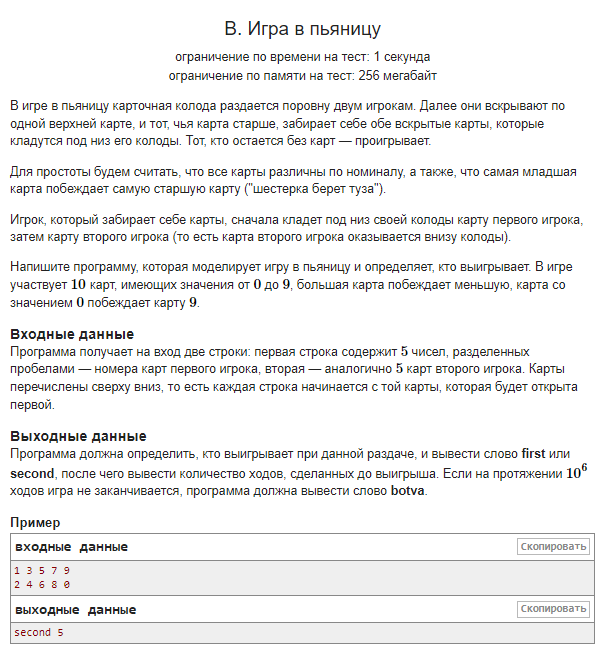 В. Игра в пьяницу
ограничение по времени на тест: 1 секунда
ограничение по памяти на тест: 256 мегабайт
В игре в пьяницу карточная колода раздается поровну двум игрокам. Далее они вскрывают по
одной верхней карте, и тот, чья карта старше, забирает себе обе вскрытые карты, которые
кладутся под низ его колоды. Тот, кто остается без карт — проигрывает.
Для простоты будем считать, что все карты различны по номиналу, а также, что самая младшая
карта побеждает самую старшую карту ("шестерка берет туза").
Игрок, который забирает себе карты, сначала кладет под низ своей колоды карту первого игрока,
затем карту второго игрока (то есть карта второго игрока оказывается внизу колоды).
Напишите программу, которая моделирует игру в пьяницу и определяет, кто выигрывает. В игре
участвует 10 карт, имеющих значения от 0 до 9, большая карта побеждает меньшую, карта со
значением 0 побеждает карту 9.
Входные данные
Программа получает на вход две строки: первая строка содержит 5 чисел, разделенных
пробелами — номера карт первого игрока, вторая — аналогично 5 карт второго игрока. Карты
перечислены сверху вниз, то есть каждая строка начинается с той карты, которая будет открыта
первой.
Выходные данные
Программа должна определить, кто выигрывает при данной раздаче, и вывести слово first или
second, после чего вывести количество ходов, сделанных до выигрыша. Если на протяжении 10⁶
ходов игра не заканчивается, программа должна вывести слово botva.
Пример
входные данные Скопировать
1 3 5 7 9
2 4 6 8 0
выходные данные Скопировать
second 5